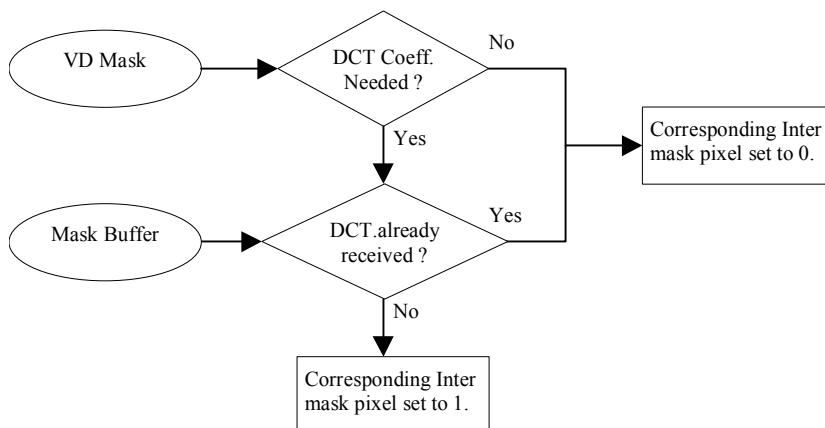 VD Mask
DCT Coeff.
Needed ?
No
Yes
Corresponding Inter
mask pixel set to 0.
Mask Buffer
DCT.already
received ?
Yes
No
Corresponding Inter
mask pixel set to 1.